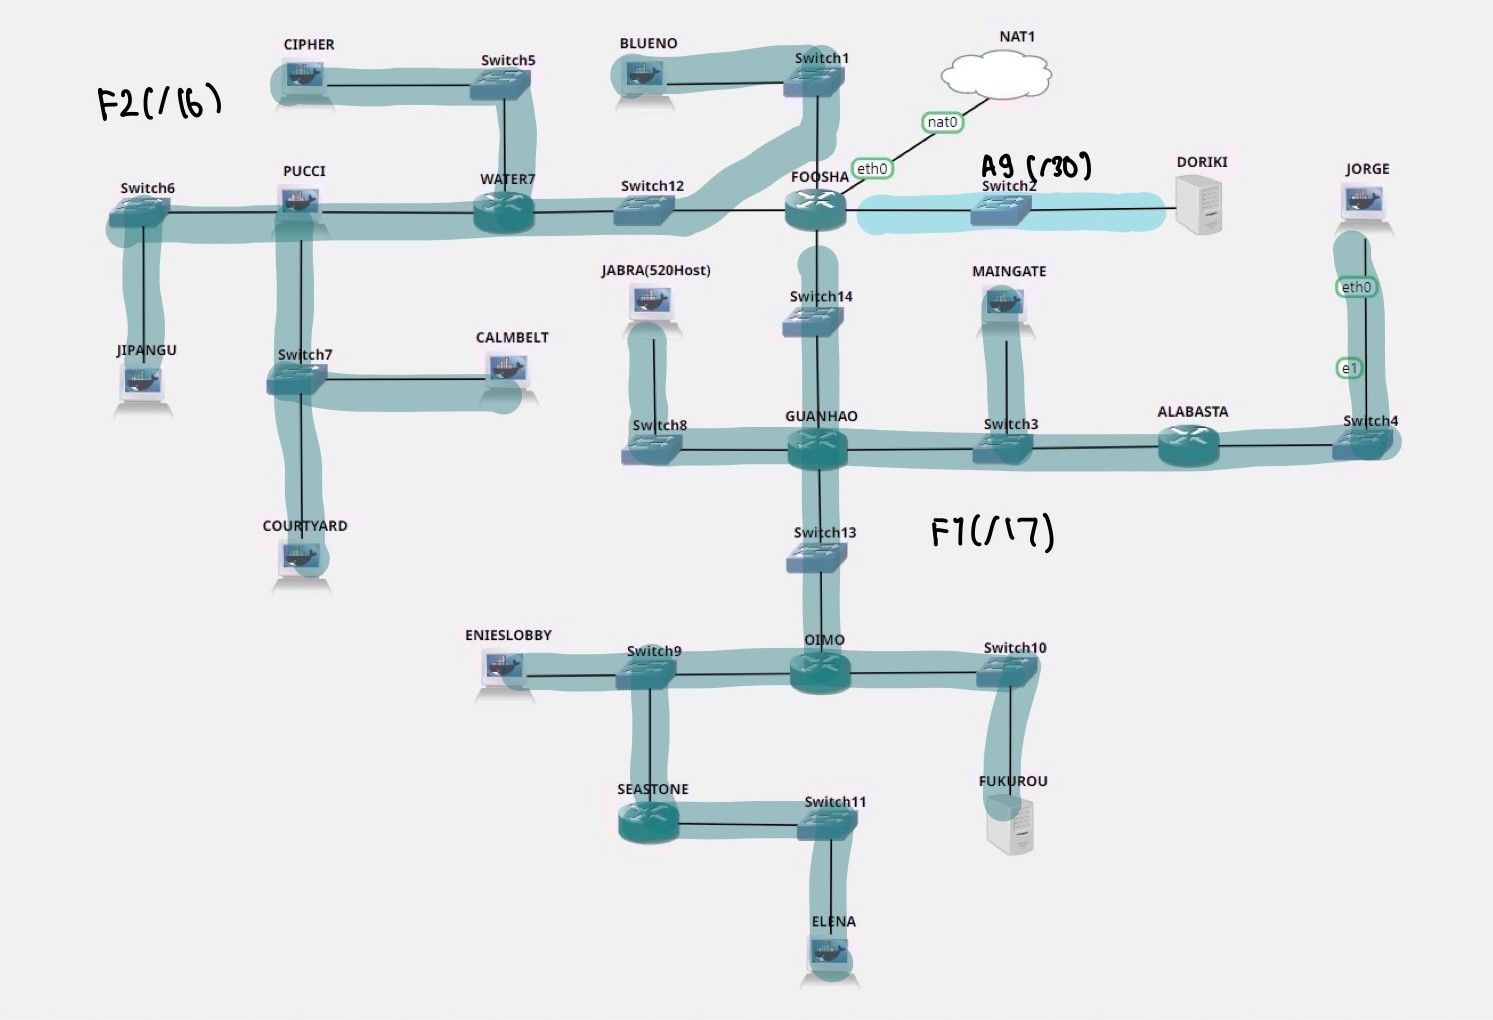 NAT1
CIPHER
BLUENO
Switch5
Switch1
F2(/16)
nat0
eth0
A9 (/30)
DORIKI
JORGE
PUCCI
WATER7
FOOSHA
Switch6
Switch12
Switch2
JABRA(520Host)
MAINGATE
eth0
Switch14
JIPANGU
CALMBELT
Switch7
e1
Switch8
GUANHAO
Switch3
ALABASTA
Switch4
COURTYARD
Switch13
F1(/17)
ENIESLOBBY
Switch9
OIMO
Switch10
SEASTONE
Switch11
FUKUROU
ELENA